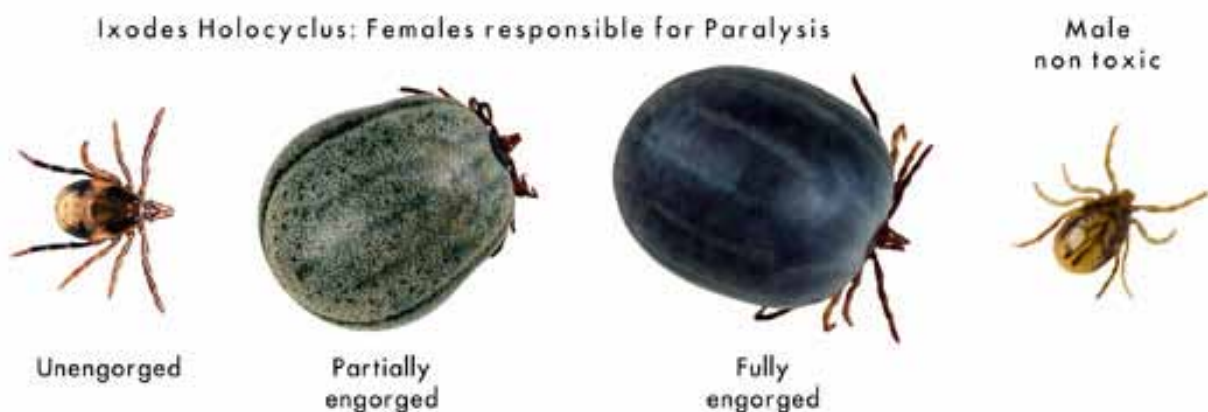 Ixodes Holocyclus: Females responsible for Paralysis
Male
non toxic
Unengorged
Partially
engorged
Fully
engorged